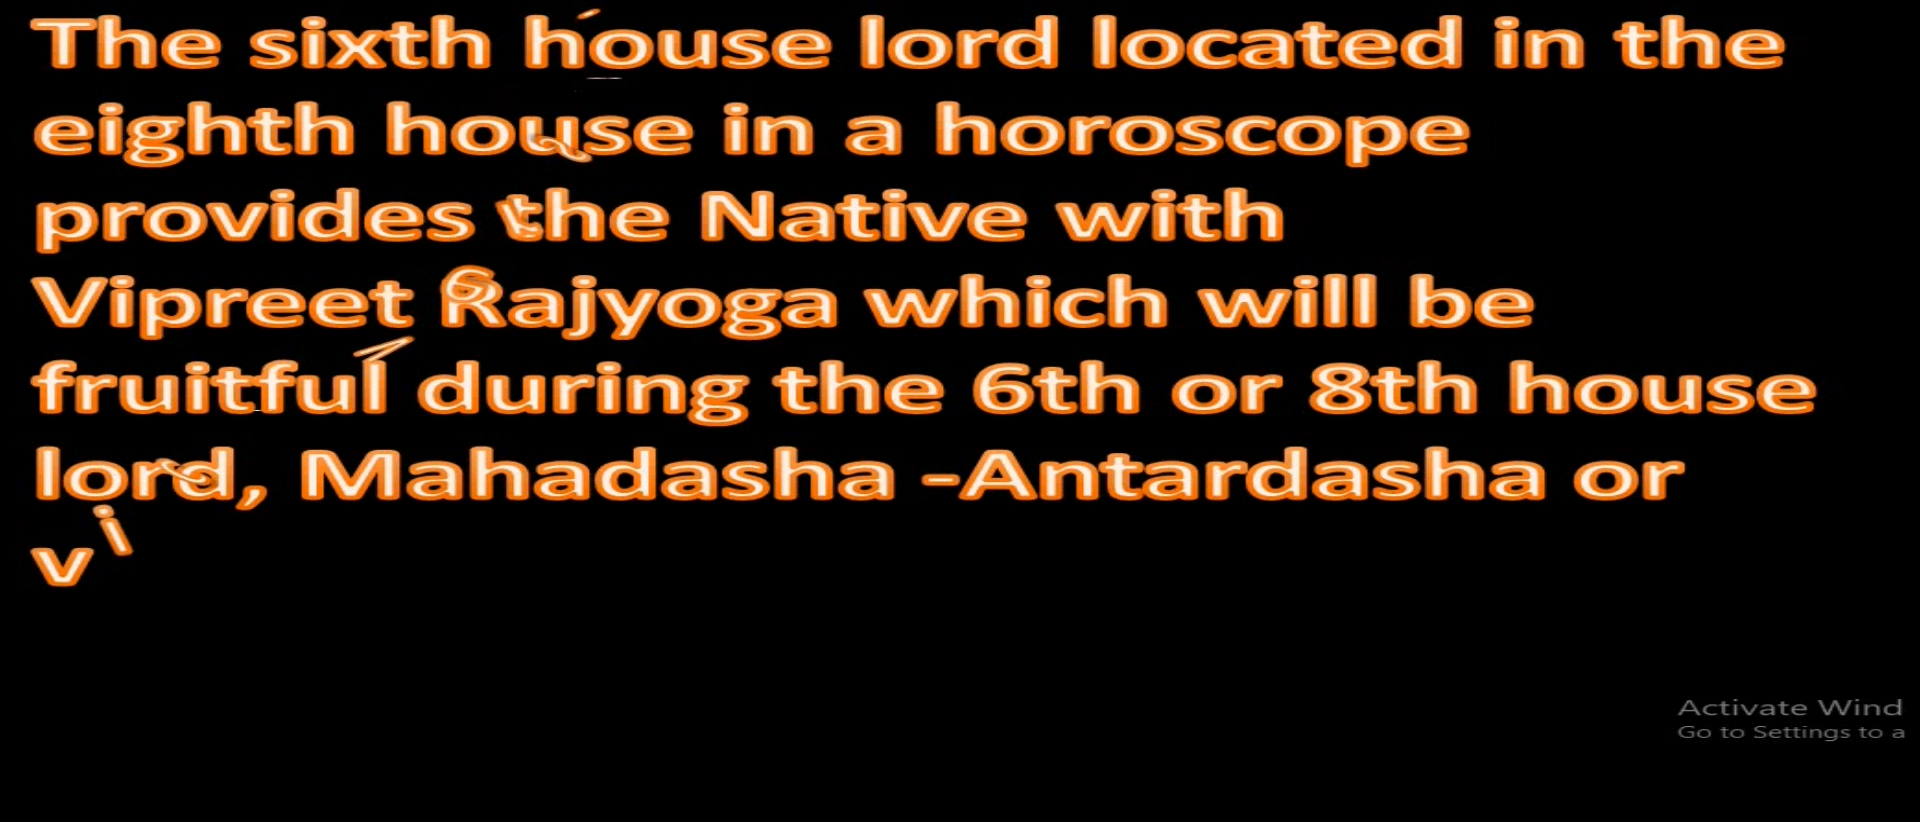 The sixth house lord located in the
eighth house in a horoscope
provides the Native with
Vipreet Rajyoga which will be
fruitful during the 6th or 8th house
lord, Mahadasha -Antardasha or
vi
Activate Wind
Go to Settings to a